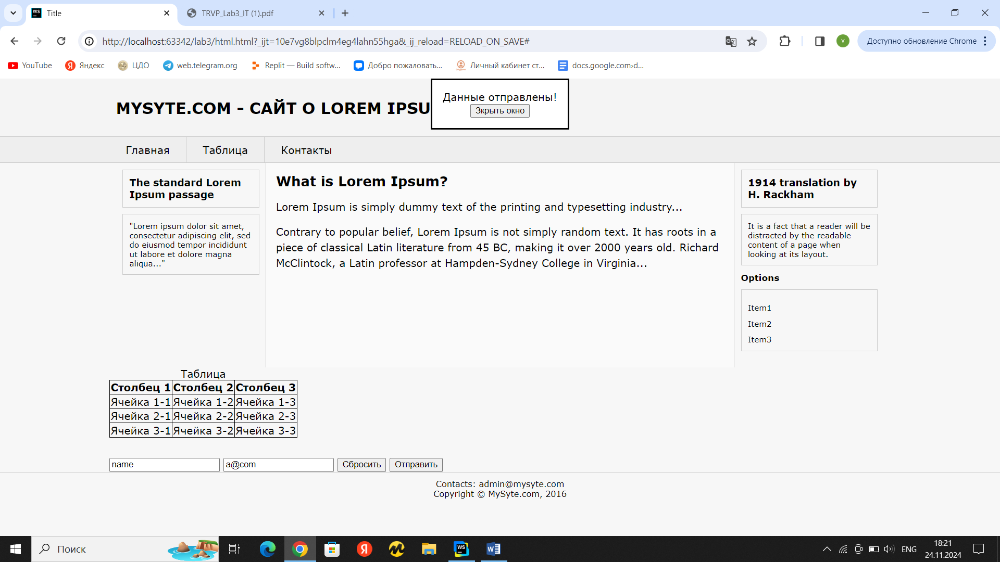 Title
TRVP_Lab3_IT (1).pdf
http://localhost:63342/lab3/html.html?_ijt=10e7vg8blpclm4eg4lahn55hga&_ij_reload=RELOAD_ON_SAVE#
V
Доступно обновление Chrome
YouTube
Яндекс
ЦДО
web.telegram.org
Replit — Build softw...
Добро пожаловать...
Личный кабинет ст...
docs.google.com›d...
MYSYTE.COM – САЙТ О LOREM IPSU
Данные отправлены!
Зкрыть окно
Главная
Таблица
Контакты
The standard Lorem
Ipsum passage
"Lorem ipsum dolor sit amet,
consectetur adipiscing elit, sed
do eiusmod tempor incididunt
ut labore et dolore magna
aliqua..."
What is Lorem Ipsum?
Lorem Ipsum is simply dummy text of the printing and typesetting industry...
Contrary to popular belief, Lorem Ipsum is not simply random text. It has roots in a
piece of classical Latin literature from 45 BC, making it over 2000 years old. Richard
McClintock, a Latin professor at Hampden-Sydney College in Virginia...
1914 translation by
H. Rackham
It is a fact that a reader will be
distracted by the readable
content of a page when
looking at its layout.
Options
Item1
Item2
Item3
Таблица
Столбец 1 Столбец 2 Столбец 3
Ячейка 1-1 Ячейка 1-2 Ячейка 1-3
Ячейка 2-1 Ячейка 2-2 Ячейка 2-3
Ячейка 3-1 Ячейка 3-2 Ячейка 3-3
name
a@com
Сбросить
Отправить
Contacts: admin@mysyte.com
Copyright © MySyte.com, 2016
Поиск
ENG
18:21
24.11.2024